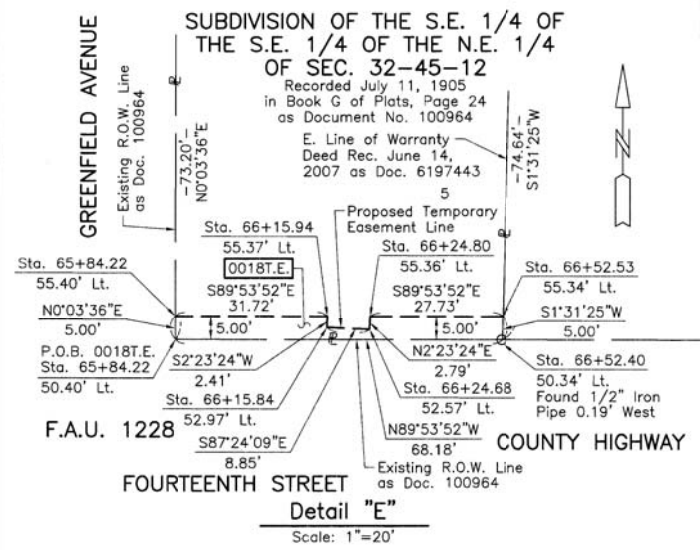 SUBDIVISION OF THE S.E. 1/4 OF
THE S.E. 1/4 OF THE N.E. 1/4
OF SEC. 32-45-12
Recorded July 11, 1905
in Book G of Plats, Page 24
as Document No. 100964
GREENFIELD AVENUE
Existing R.O.W. Line
as Doc. 100964
-73.20'-
N0°03'36"E
E. Line of Warranty
Deed Rec. June 14,
2007 as Doc. 6197443
-74.64'-
S1°31'25"W
N
5
Proposed Temporary
Easement Line
Sta. 66+15.94
55.37' Lt.
Sta. 66+24.80
55.36' Lt.
0018T.E.
Sta. 65+84.22
55.40' Lt.
Sta. 66+52.53
55.34' Lt.
S89°53'52"E
31.72'
S89°53'52"E
27.73'
N0°03'36"E
5.00'
5.00'
5.00'
S1°31'25"W
5.00'
P.O.B. 0018T.E.
Sta. 65+84.22
50.40' Lt.
S2°23'24"W
2.41'
N2°23'24"E
2.79'
Sta. 66+52.40
50.34' Lt.
Found 1/2" Iron
Pipe 0.19' West
Sta. 66+15.84
52.97' Lt.
Sta. 66+24.68
52.57' Lt.
F.A.U. 1228
S87°24'09"E
8.85'
N89°53'52"W
68.18'
COUNTY HIGHWAY
FOURTEENTH STREET
Existing R.O.W. Line
as Doc. 100964
Detail "E"
Scale: 1"=20'